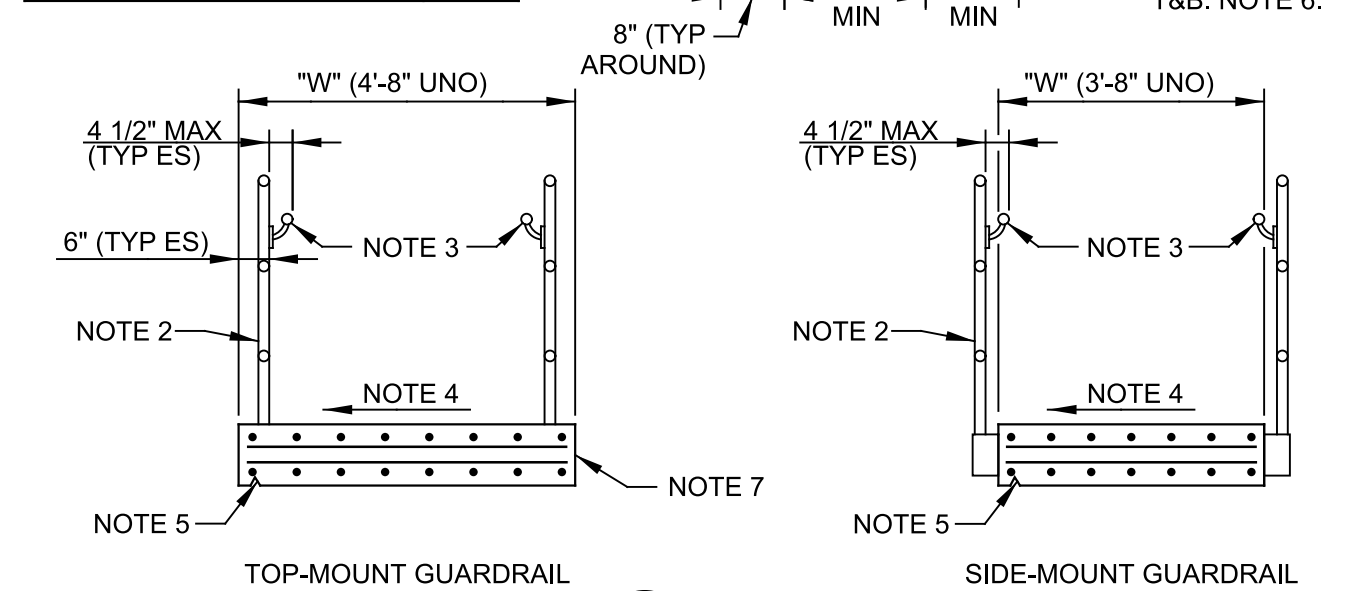 MIN
MIN
T&B. NOTE 6.
8" (TYP
AROUND)
"W" (4'-8" UNO)
4 1/2" MAX
(TYP ES)
6" (TYP ES)
NOTE 3
NOTE 2
NOTE 4
NOTE 7
NOTE 5
TOP-MOUNT GUARDRAIL
"W" (3'-8" UNO)
4 1/2" MAX
(TYP ES)
NOTE 3
NOTE 2
NOTE 4
NOTE 5
SIDE-MOUNT GUARDRAIL